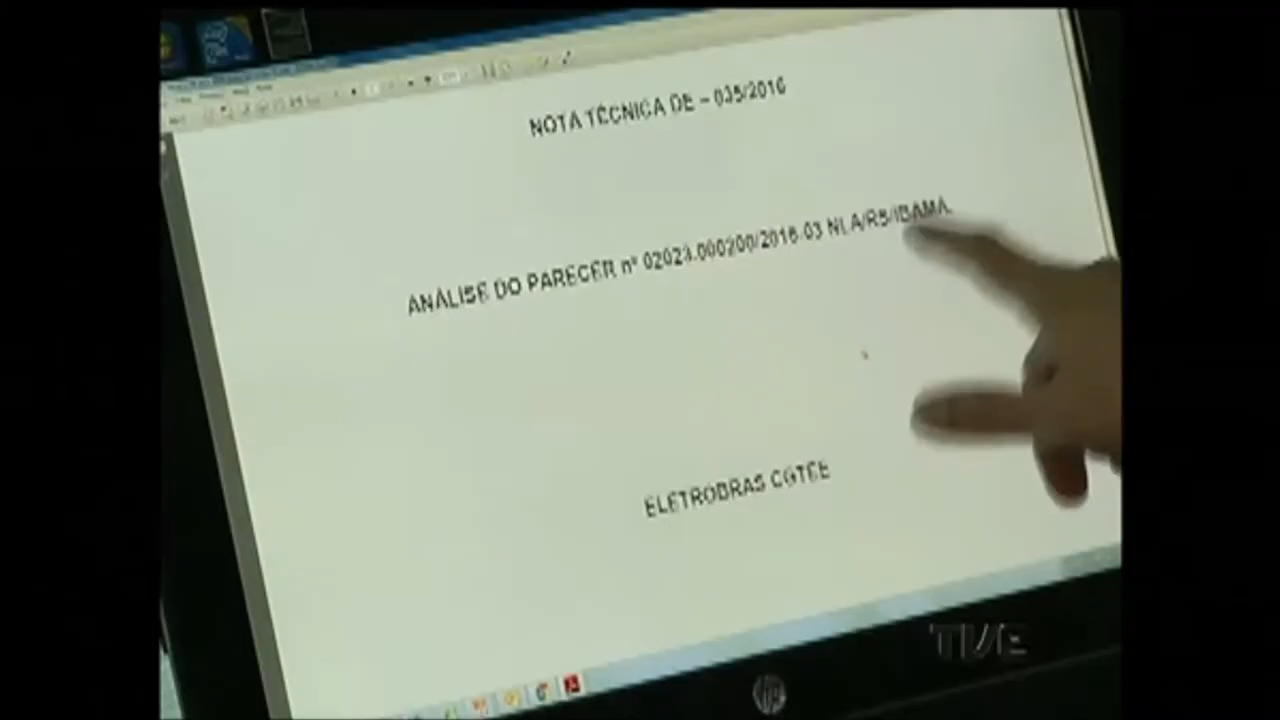 NOTA TÉCNICA DE – 035/2016
ANÁLISE DO PARECER nº 02023.000200/2016-03 NLA/RS/IBAMA.
ELETROBRAS CGTEE
TVE
hp